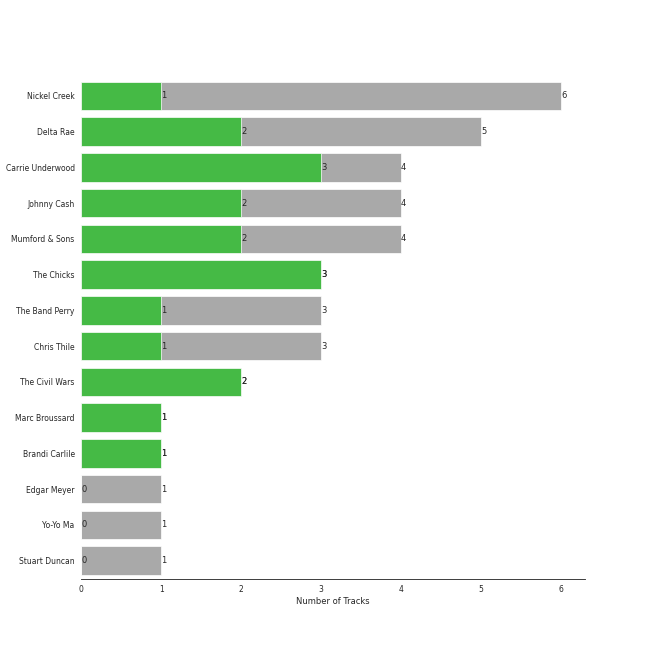 Nickel Creek 1 6
Delta Rae 2 5
Carrie Underwood 3 4
Johnny Cash 2 4
Mumford & Sons 2 4
The Chicks 3
The Band Perry 1 3
Chris Thile 1 3
The Civil Wars 2
Marc Broussard 1
Brandi Carlile 1
Edgar Meyer 0 1
Yo-Yo Ma 0 1
Stuart Duncan 0 1
0 1 2 3 4 5 6
Number of Tracks